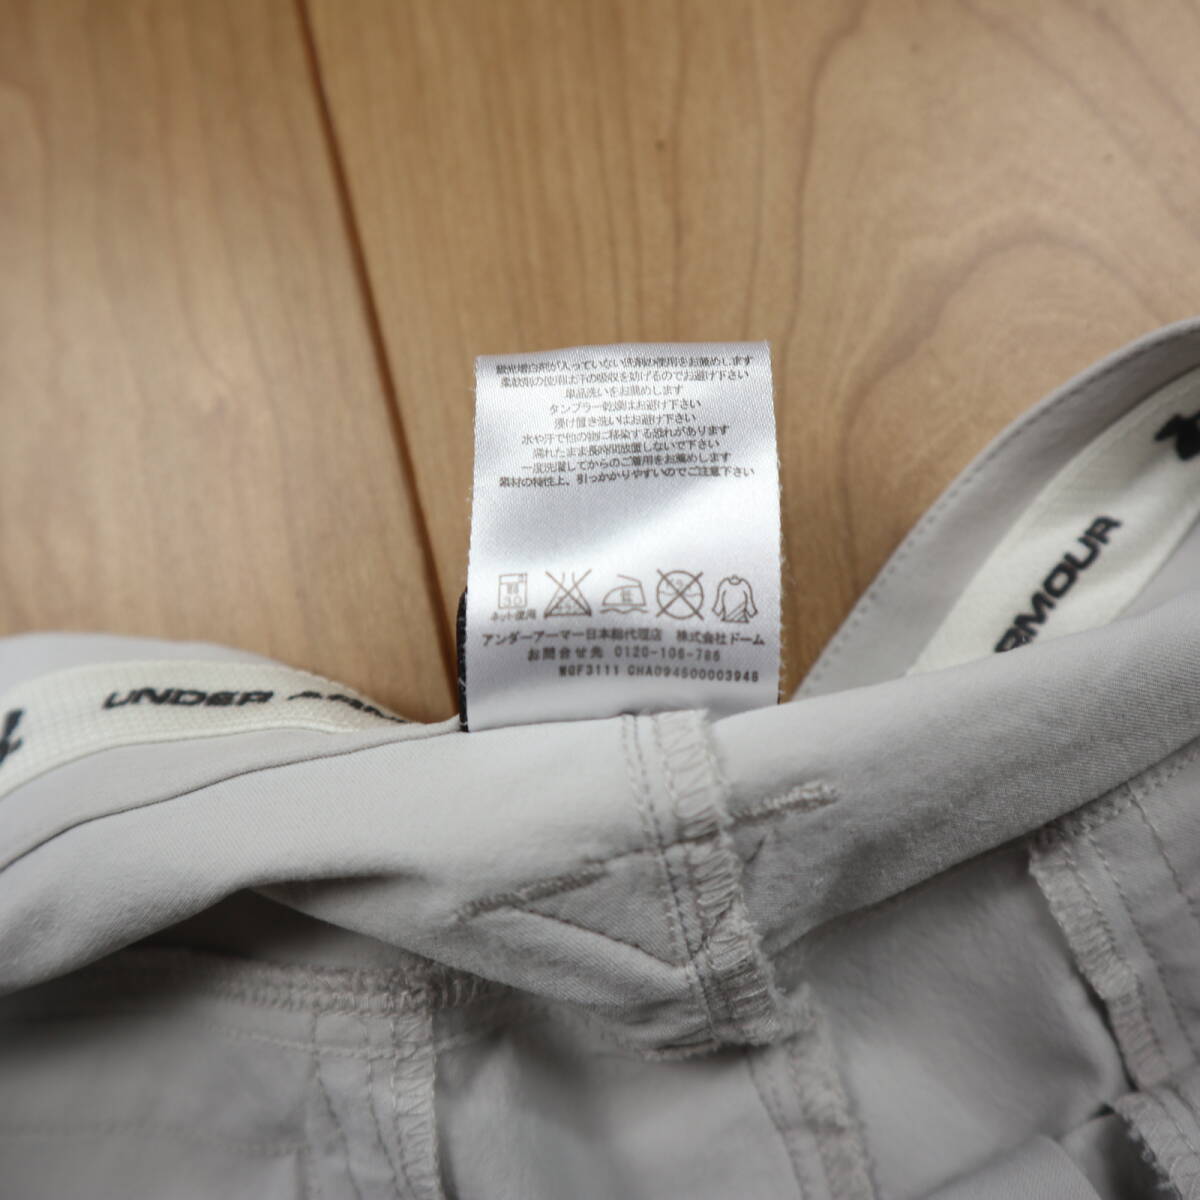 蛍光増白剤が入っていない洗剤の使用をお薦めします
柔軟剤の使用は汗の吸収を妨げるのでお避け下さい
単品洗いをお薦めします
タンブラー乾燥はお避け下さい
浸け置き洗いはお避け下さい
水や汗で他の物に移染する恐れがあります
濡れたまま長時間放置しないで下さい
一度洗濯してからのご着用をお薦めします
素材の特性上、引っかかりやすいのでご注意下さい
30
ネット使用
アンダーアーマー日本総代理店 株式会社ドーム
お問合せ先 0120-106-786
MGF3111 CHA094500003948
UNDER
ARMOUR